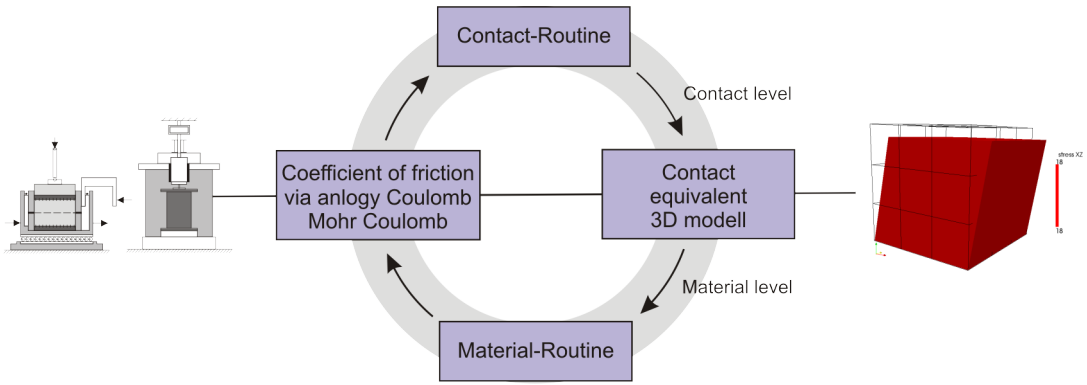 Contact-Routine
Contact level
Coefficient of friction
via anlogy Coulomb
Mohr Coulomb
Contact
equivalent
3D modell
Material level
Material-Routine
stress XZ
18
18